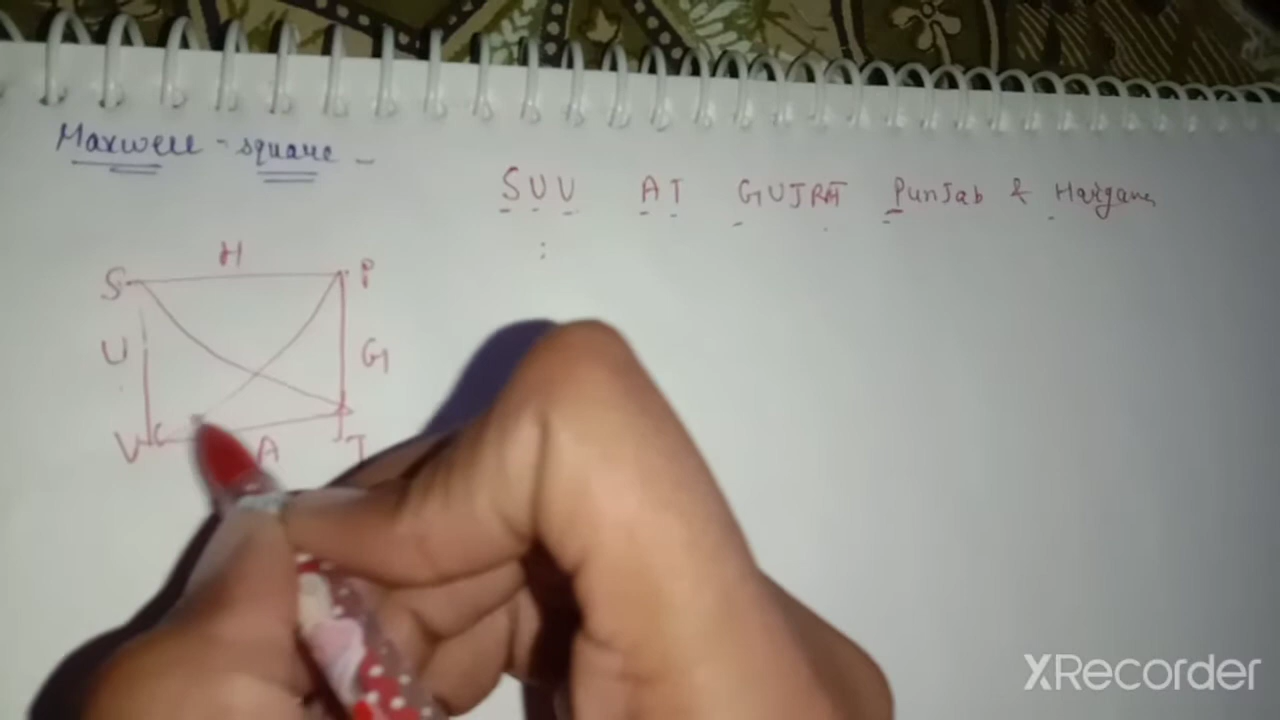 Maxwell - square -
SUV AT GUJRAT Punjab & Haryana
H
S P
U G
V A T
XRecorder